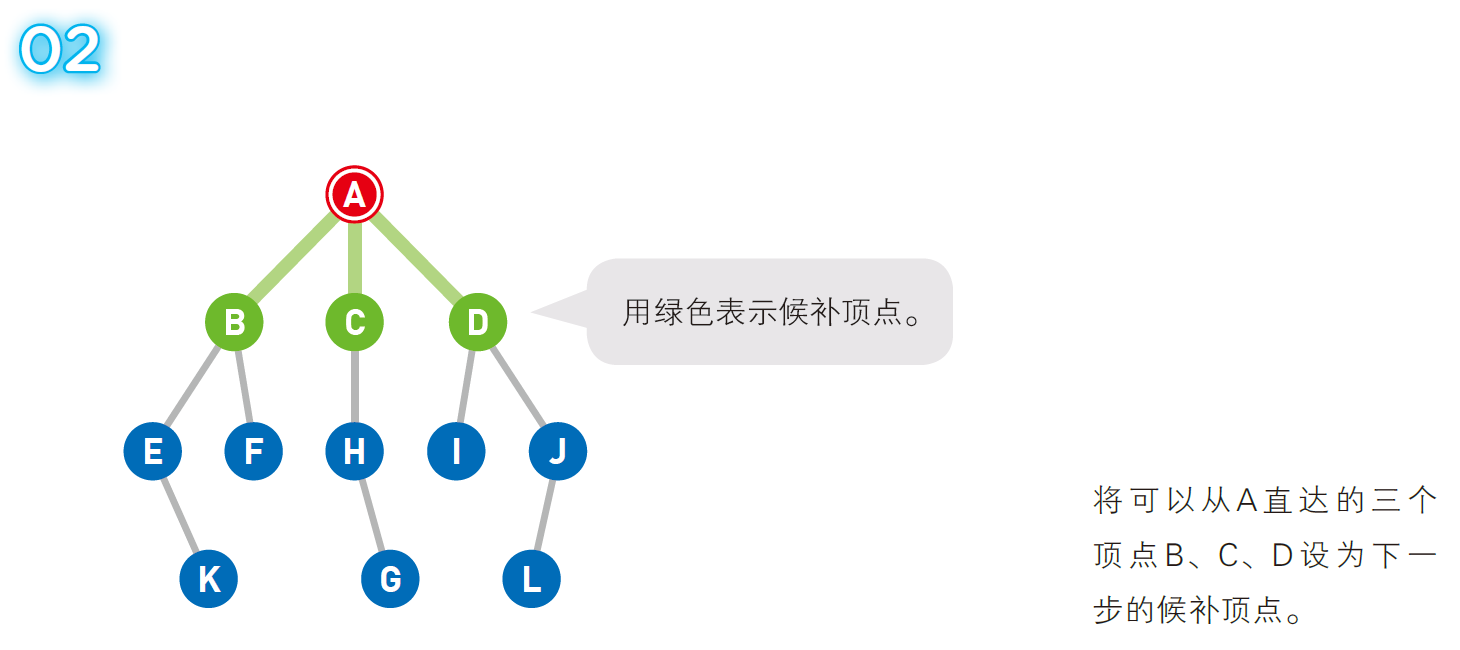 02
A
B
C
D
用绿色表示候补顶点。
E
F
H
I
J
K
G
L
将可以从A直达的三个
顶点B、C、D设为下一
步的候补顶点。